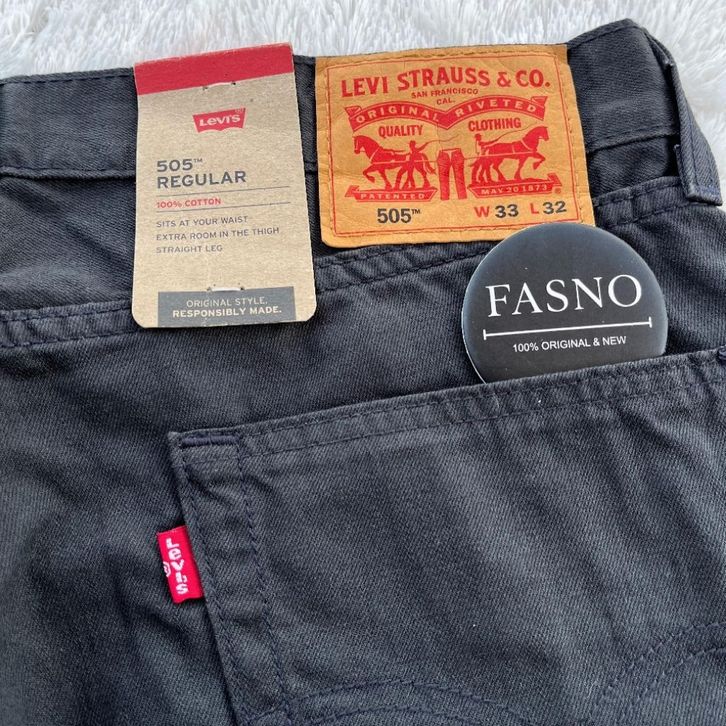 Levi's
505™
REGULAR
100% COTTON
SITS AT YOUR WAIST
EXTRA ROOM IN THE THIGH
STRAIGHT LEG
ORIGINAL STYLE,
RESPONSIBLY MADE.
LEVI STRAUSS & CO.
SAN FRANCISCO
CAL.
ORIGINAL RIVETED
QUALITY CLOTHING
PATENTED MAY 20 1873
505™ W 33 L 32
FASNO
100% ORIGINAL & NEW
LEVI'S
®